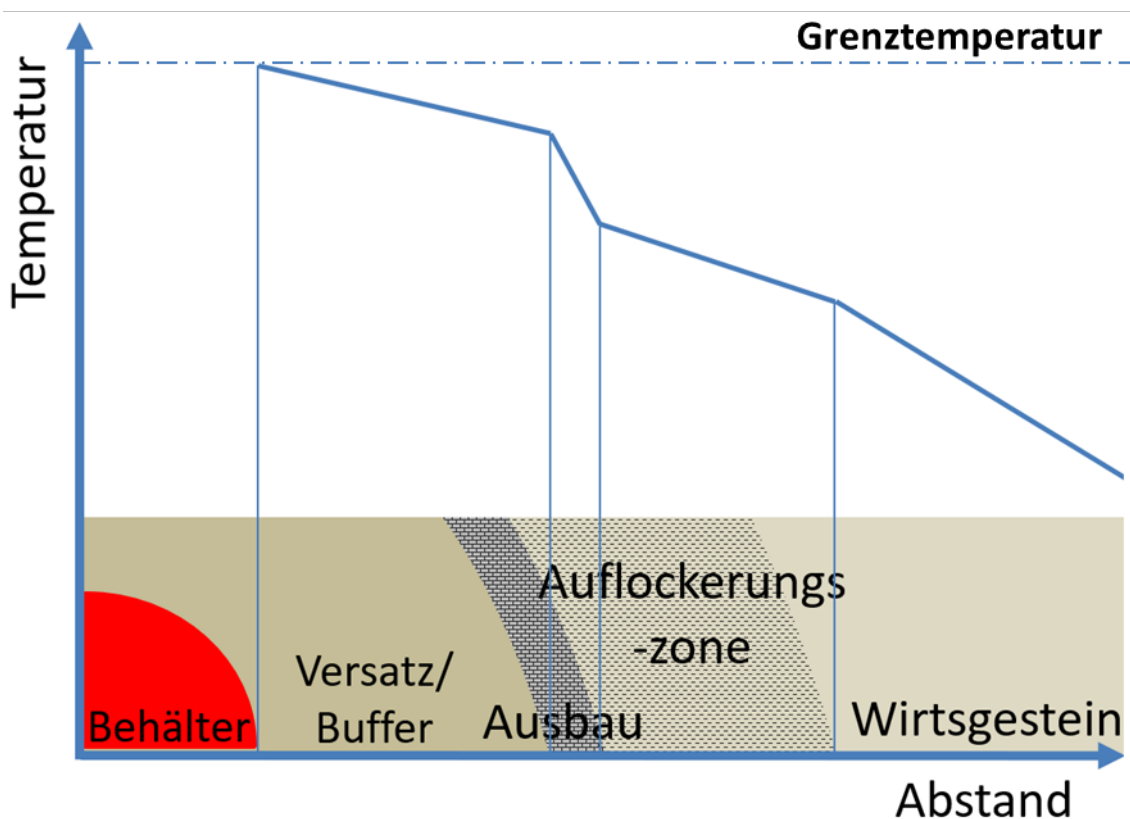 Grenztemperatur
Temperatur
Auflockerungs
-zone
Versatz/
Buffer
Behälter
Ausbau
Wirtsgestein
Abstand